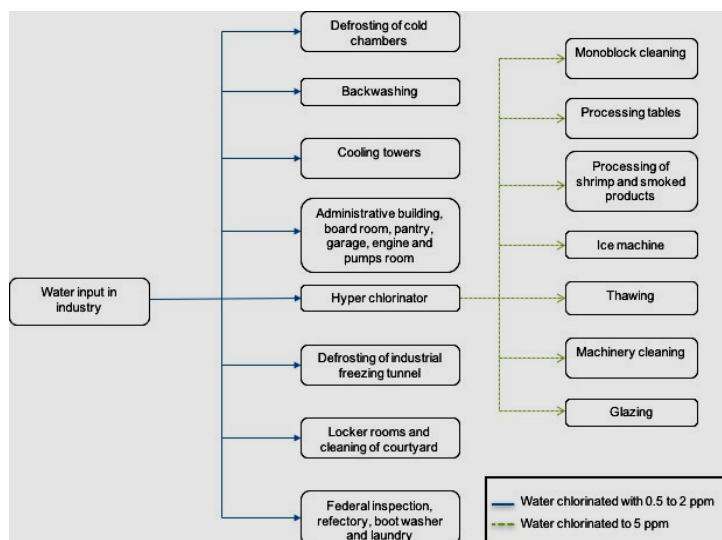 Defrosting of cold
chambers
Backwashing
Cooling towers
Administrative building,
board room, pantry,
garage, engine and
pumps room
Water input in
industry
Hyper chlorinator
Defrosting of industrial
freezing tunnel
Locker rooms and
cleaning of courtyard
Federal inspection,
refectory, boot washer
and laundry
Monoblock cleaning
Processing tables
Processing of
shrimp and smoked
products
Ice machine
Thawing
Machinery cleaning
Glazing
Water chlorinated with 0.5 to 2 ppm
Water chlorinated to 5 ppm